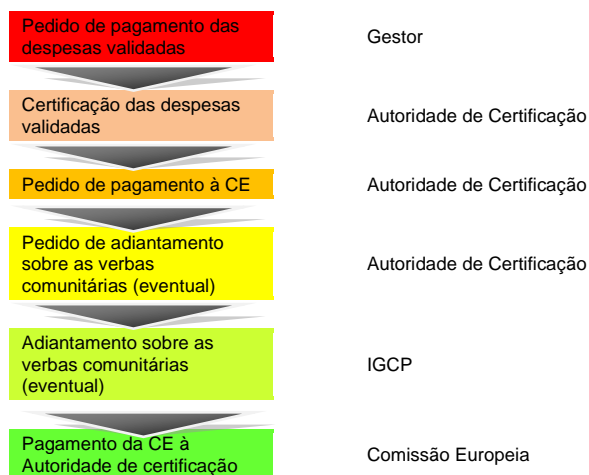 Pedido de pagamento das
despesas validadas
Gestor
Certificação das despesas
validadas
Autoridade de Certificação
Pedido de pagamento à CE
Autoridade de Certificação
Pedido de adiantamento
sobre as verbas
comunitárias (eventual)
Autoridade de Certificação
Adiantamento sobre as
verbas comunitárias
(eventual)
IGCP
Pagamento da CE à
Autoridade de certificação
Comissão Europeia